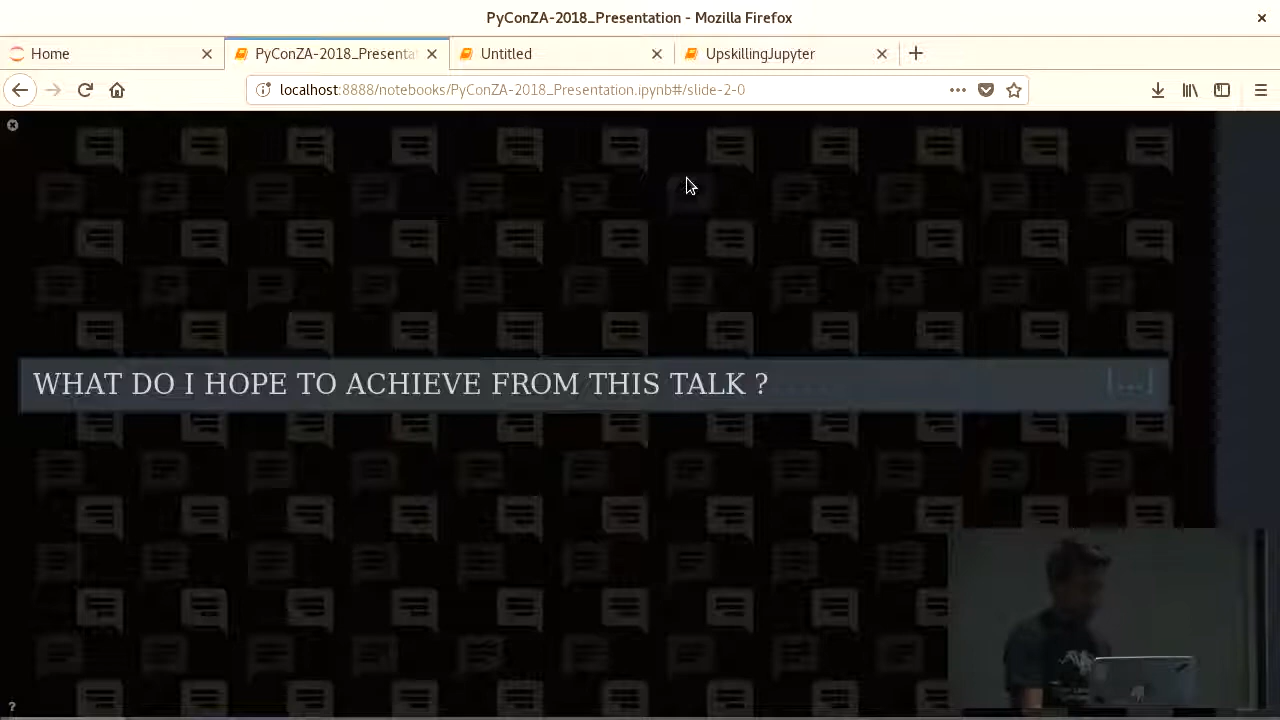 PyConZA-2018_Presentation - Mozilla Firefox
Home
PyConZA-2018_Presentat
Untitled
UpskillingJupyter
localhost:8888/notebooks/PyConZA-2018_Presentation.ipynb#/slide-2-0
WHAT DO I HOPE TO ACHIEVE FROM THIS TALK ?
[...]
?